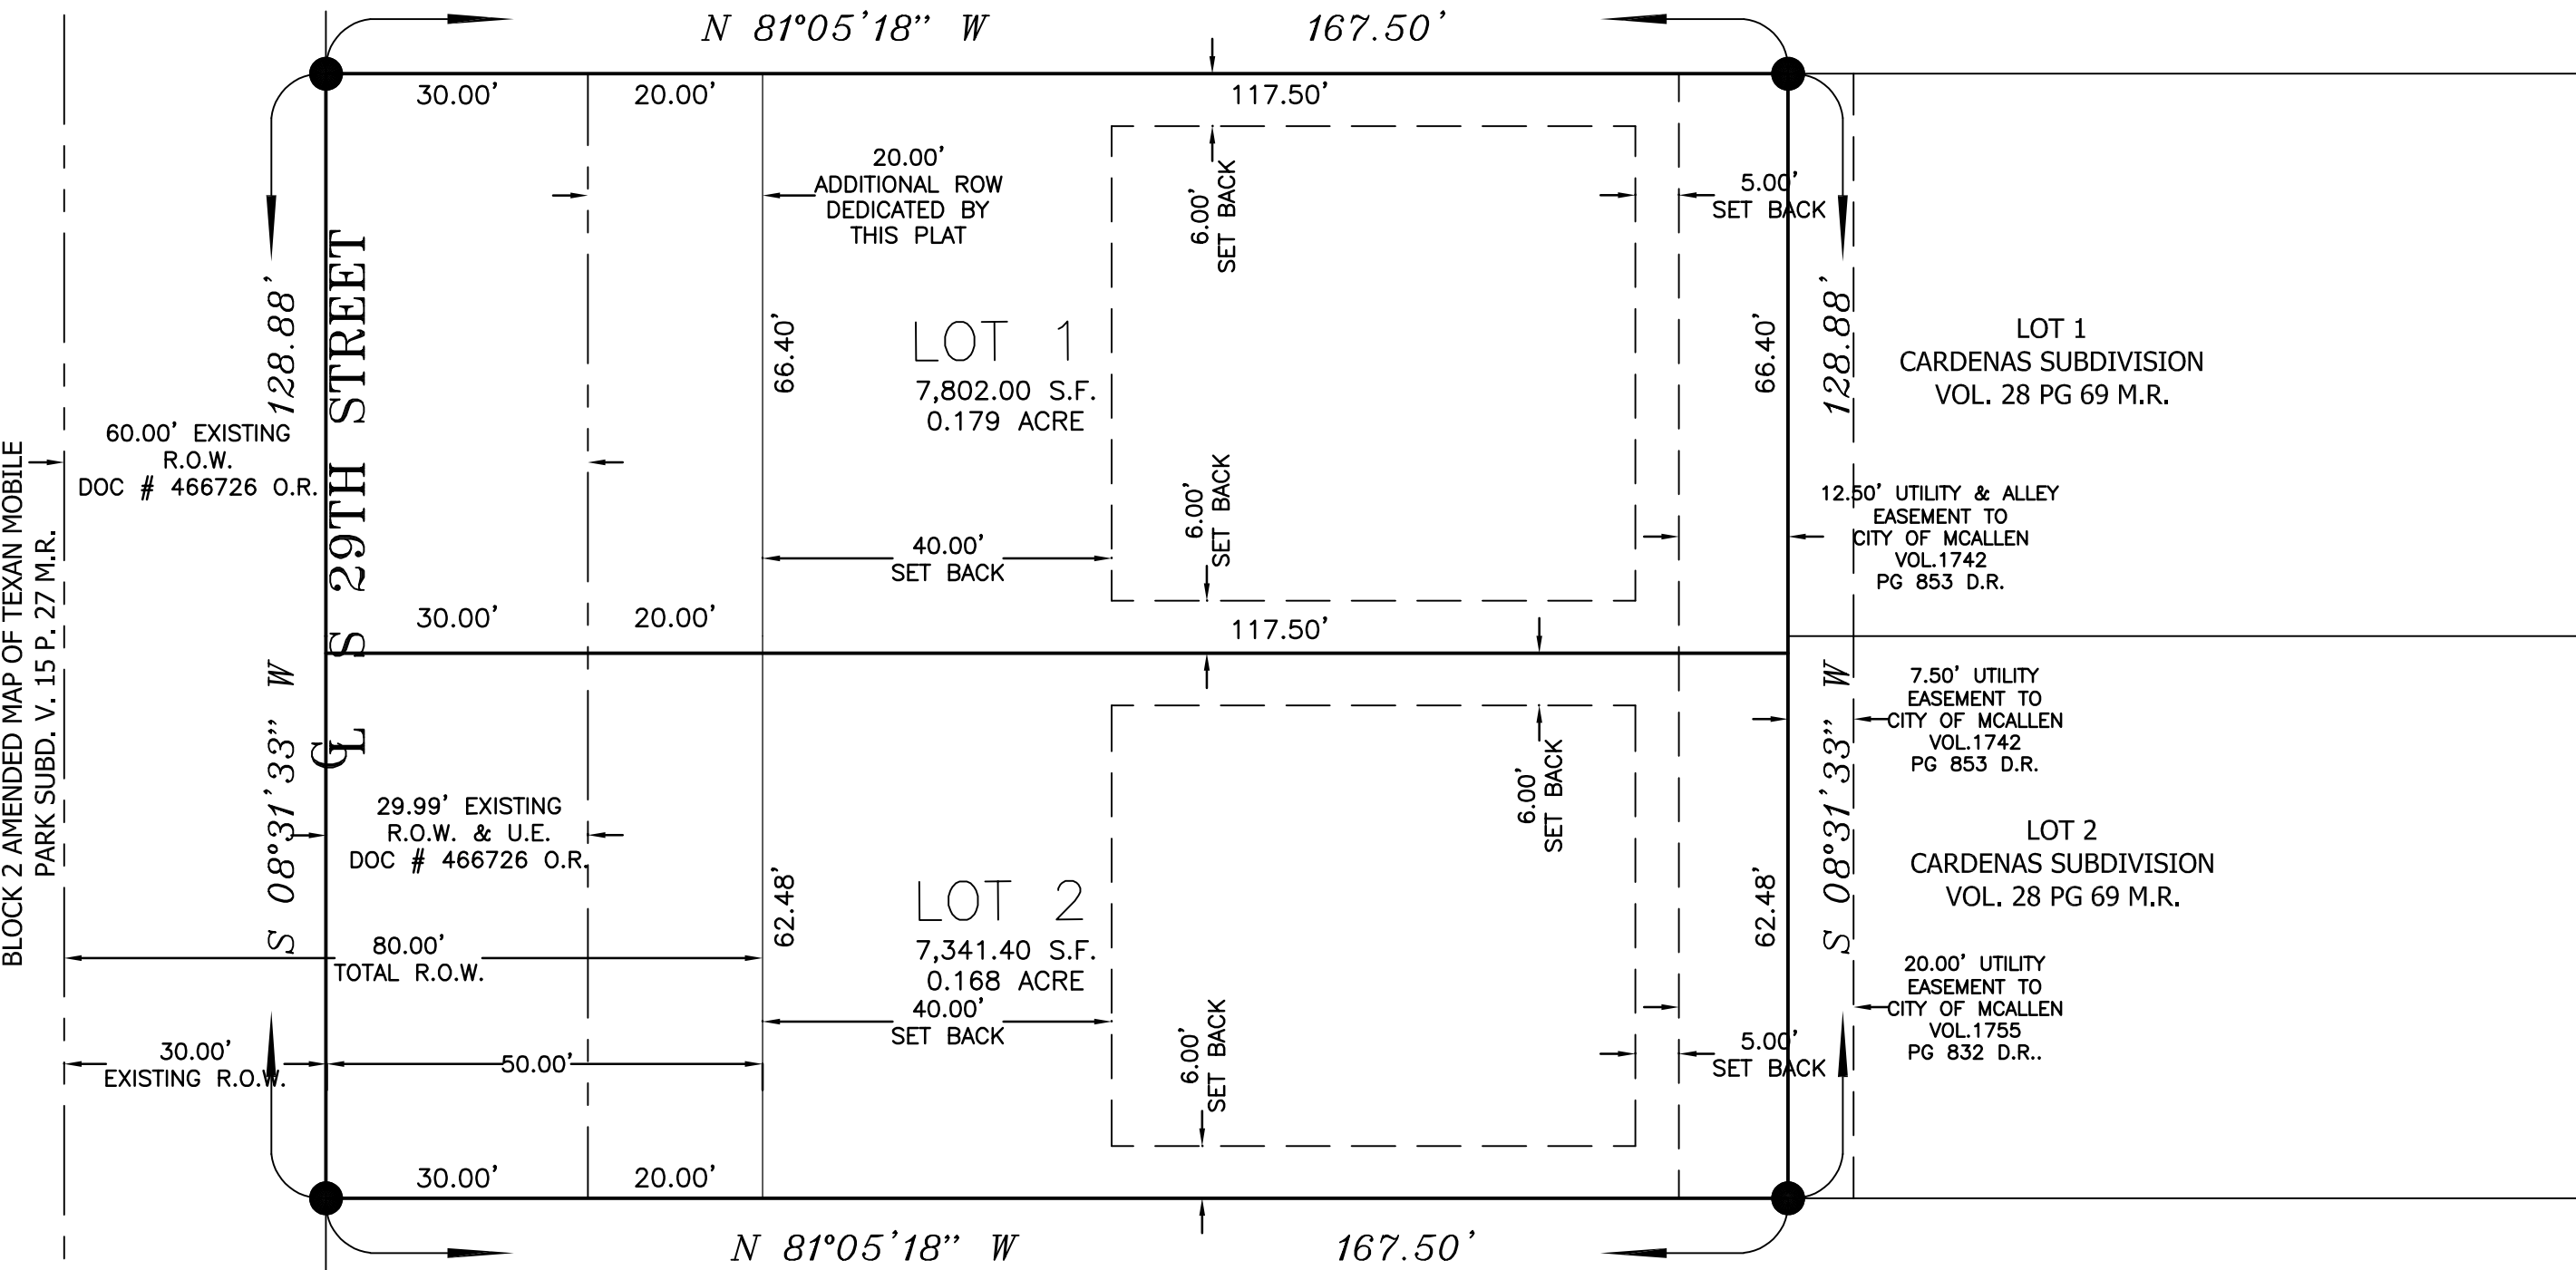 N 81°05'18" W 167.50'
30.00' 20.00' 117.50'
20.00'
ADDITIONAL ROW
DEDICATED BY
THIS PLAT
6.00'
SET BACK
5.00'
SET BACK
128.88'
S 08°31'33" W
℄ S 29TH STREET
66.40'
LOT 1
7,802.00 S.F.
0.179 ACRE
66.40'
128.88'
S 08°31'33" W
LOT 1
CARDENAS SUBDIVISION
VOL. 28 PG 69 M.R.
60.00' EXISTING
R.O.W.
DOC # 466726 O.R.
BLOCK 2 AMENDED MAP OF TEXAN MOBILE
PARK SUBD. V. 15 P. 27 M.R.
6.00'
SET BACK
40.00'
SET BACK
12.50' UTILITY & ALLEY
EASEMENT TO
CITY OF MCALLEN
VOL.1742
PG 853 D.R.
30.00' 20.00' 117.50'
7.50' UTILITY
EASEMENT TO
CITY OF MCALLEN
VOL.1742
PG 853 D.R.
6.00'
SET BACK
29.99' EXISTING
R.O.W. & U.E.
DOC # 466726 O.R.
62.48'
LOT 2
7,341.40 S.F.
0.168 ACRE
62.48'
LOT 2
CARDENAS SUBDIVISION
VOL. 28 PG 69 M.R.
80.00'
TOTAL R.O.W.
40.00'
SET BACK
20.00' UTILITY
EASEMENT TO
CITY OF MCALLEN
VOL.1755
PG 832 D.R..
6.00'
SET BACK
5.00'
SET BACK
30.00'
EXISTING R.O.W.
50.00'
30.00' 20.00'
N 81°05'18" W 167.50'